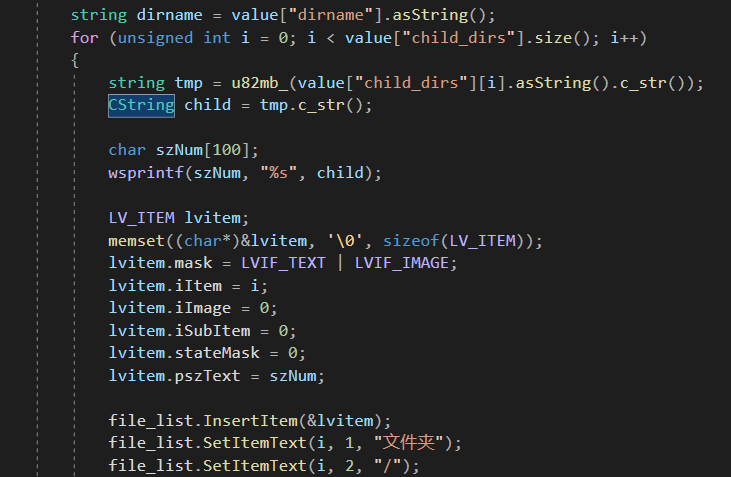 string dirname = value["dirname"].asString();
for (unsigned int i = 0; i < value["child_dirs"].size(); i++)
{
string tmp = u82mb_(value["child_dirs"][i].asString().c_str());
CString child = tmp.c_str();
char szNum[100];
wsprintf(szNum, "%s", child);
LV_ITEM lvitem;
memset((char*)&lvitem, '\0', sizeof(LV_ITEM));
lvitem.mask = LVIF_TEXT | LVIF_IMAGE;
lvitem.iItem = i;
lvitem.iImage = 0;
lvitem.iSubItem = 0;
lvitem.stateMask = 0;
lvitem.pszText = szNum;
file_list.InsertItem(&lvitem);
file_list.SetItemText(i, 1, "文件夹");
file_list.SetItemText(i, 2, "/");